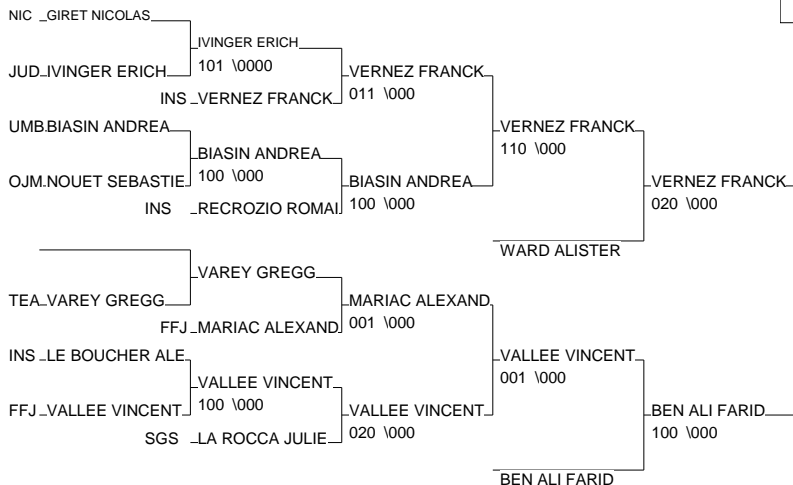 NIC GIRET NICOLAS
IVINGER ERICH
101 \0000
JUD IVINGER ERICH
VERNEZ FRANCK
011 \000
INS VERNEZ FRANCK
UMB BIASIN ANDREA
VERNEZ FRANCK
110 \000
BIASIN ANDREA
100 \000
OJM NOUET SEBASTIE
BIASIN ANDREA
100 \000
VERNEZ FRANCK
020 \000
INS RECROZIO ROMAI
WARD ALISTER
VAREY GREGG
TEA VAREY GREGG
MARIAC ALEXAND
001 \000
FFJ MARIAC ALEXAND
INS LE BOUCHER ALE
VALLEE VINCENT
001 \000
VALLEE VINCENT
100 \000
FFJ VALLEE VINCENT
VALLEE VINCENT
020 \000
BEN ALI FARID
100 \000
SGS LA ROCCA JULIE
BEN ALI FARID